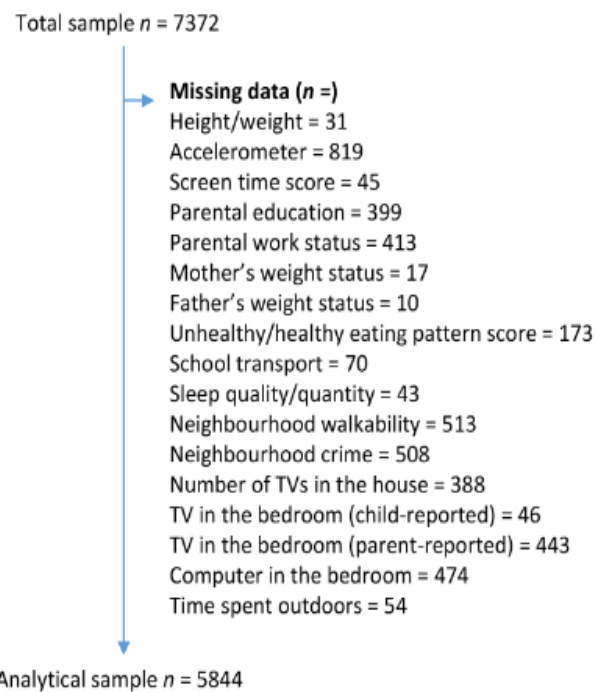 Total sample n = 7372
Missing data (n =)
Height/weight = 31
Accelerometer = 819
Screen time score = 45
Parental education = 399
Parental work status = 413
Mother's weight status = 17
Father's weight status = 10
Unhealthy/healthy eating pattern score = 173
School transport = 70
Sleep quality/quantity = 43
Neighbourhood walkability = 513
Neighbourhood crime = 508
Number of TVs in the house = 388
TV in the bedroom (child-reported) = 46
TV in the bedroom (parent-reported) = 443
Computer in the bedroom = 474
Time spent outdoors = 54
Analytical sample n = 5844